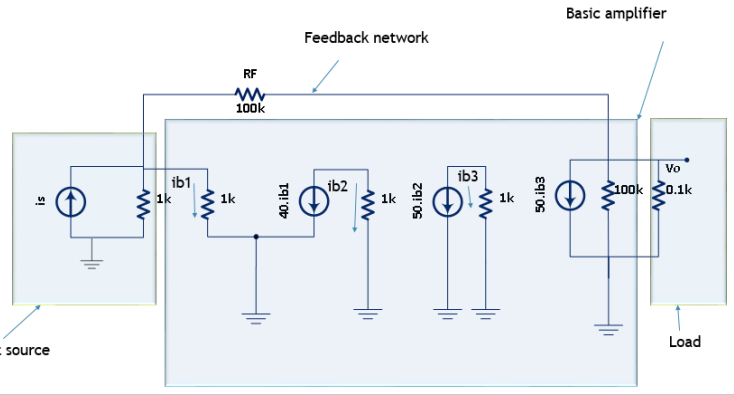 Basic amplifier
Feedback network
RF
100k
is
1k
ib1
1k
40.ib1
ib2
1k
50.ib2
ib3
1k
50.ib3
100k
Vo
0.1k
source
Load